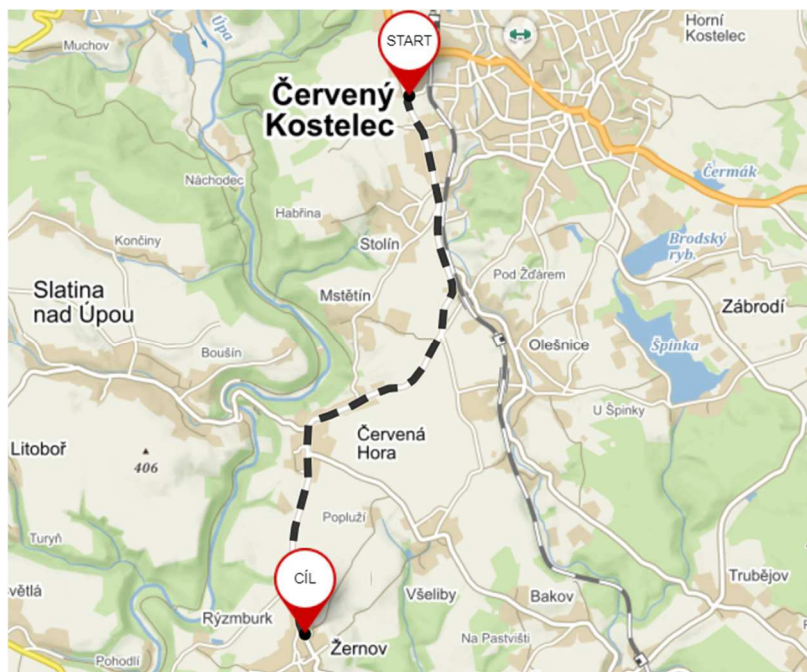 Muchov
Úpa
START
Horní
Kostelec
Červený
Kostelec
Náchodec
Čermák
Habřina
Končiny
Stolín
Brodský
ryb.
Pod Žďárem
Slatina
nad Úpou
Mstětín
Zábrodí
Boušín
Olešnice
Špinka
U Špinky
Litoboř
406
Červená
Hora
Popluží
Turyň
CÍL
Trubějov
světlá
Všeliby
Bakov
Rýzmburk
Žernov
Na Pastvišti
Pohodlí